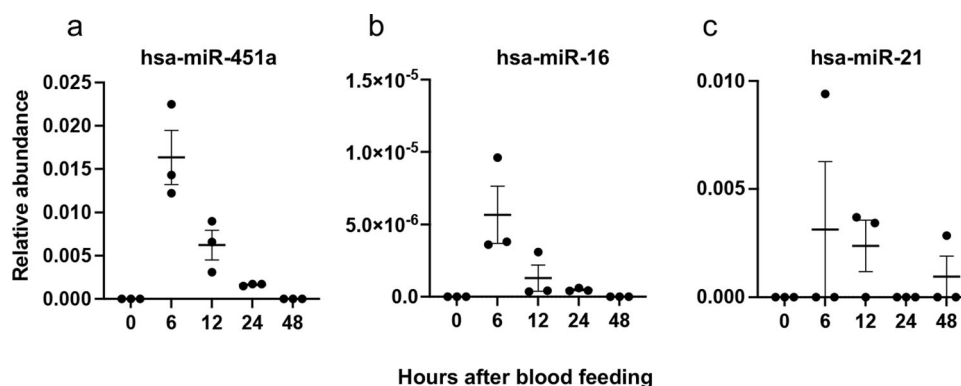 a
hsa-miR-451a
Relative abundance
0.025
0.020
0.015
0.010
0.005
0.000
0 6 12 24 48
b
hsa-miR-16
1.5×10⁻⁵
1.0×10⁻⁵
5.0×10⁻⁶
0.0
0 6 12 24 48
c
hsa-miR-21
0.010
0.005
0.000
0 6 12 24 48
Hours after blood feeding